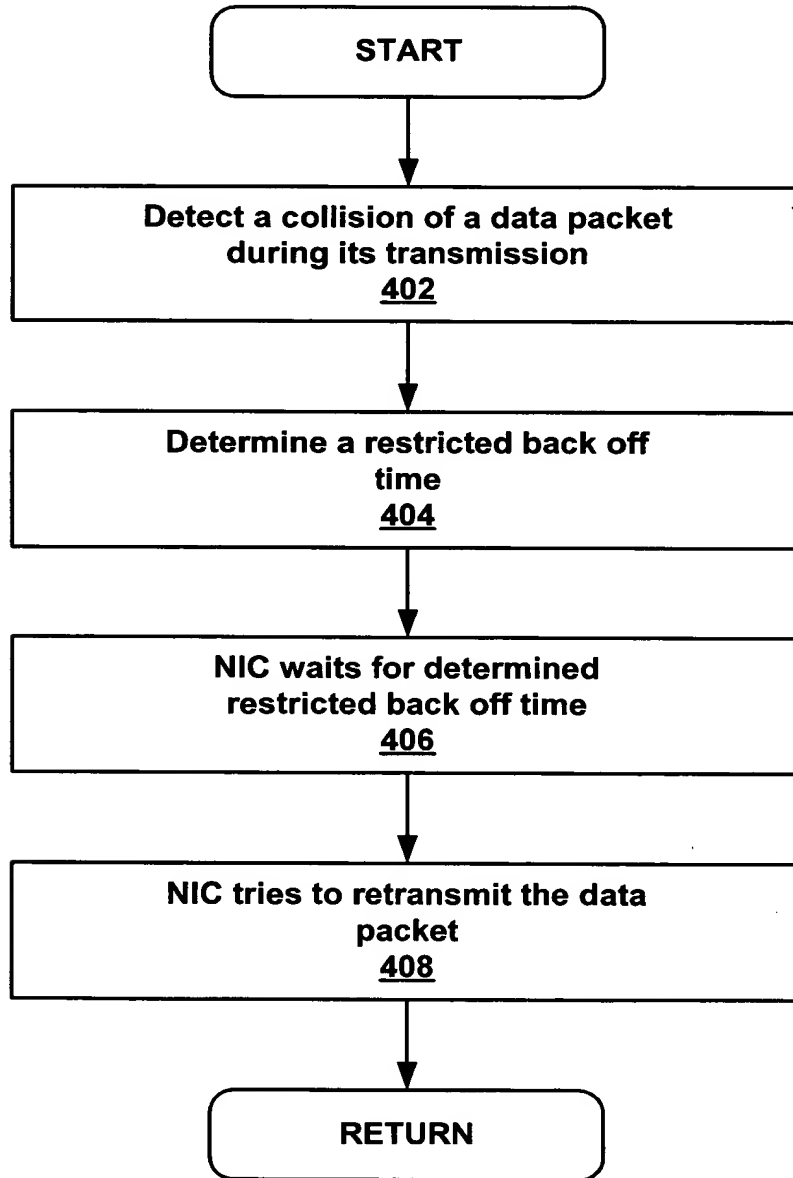 START
Detect a collision of a data packet
during its transmission
402
Determine a restricted back off
time
404
NIC waits for determined
restricted back off time
406
NIC tries to retransmit the data
packet
408
RETURN